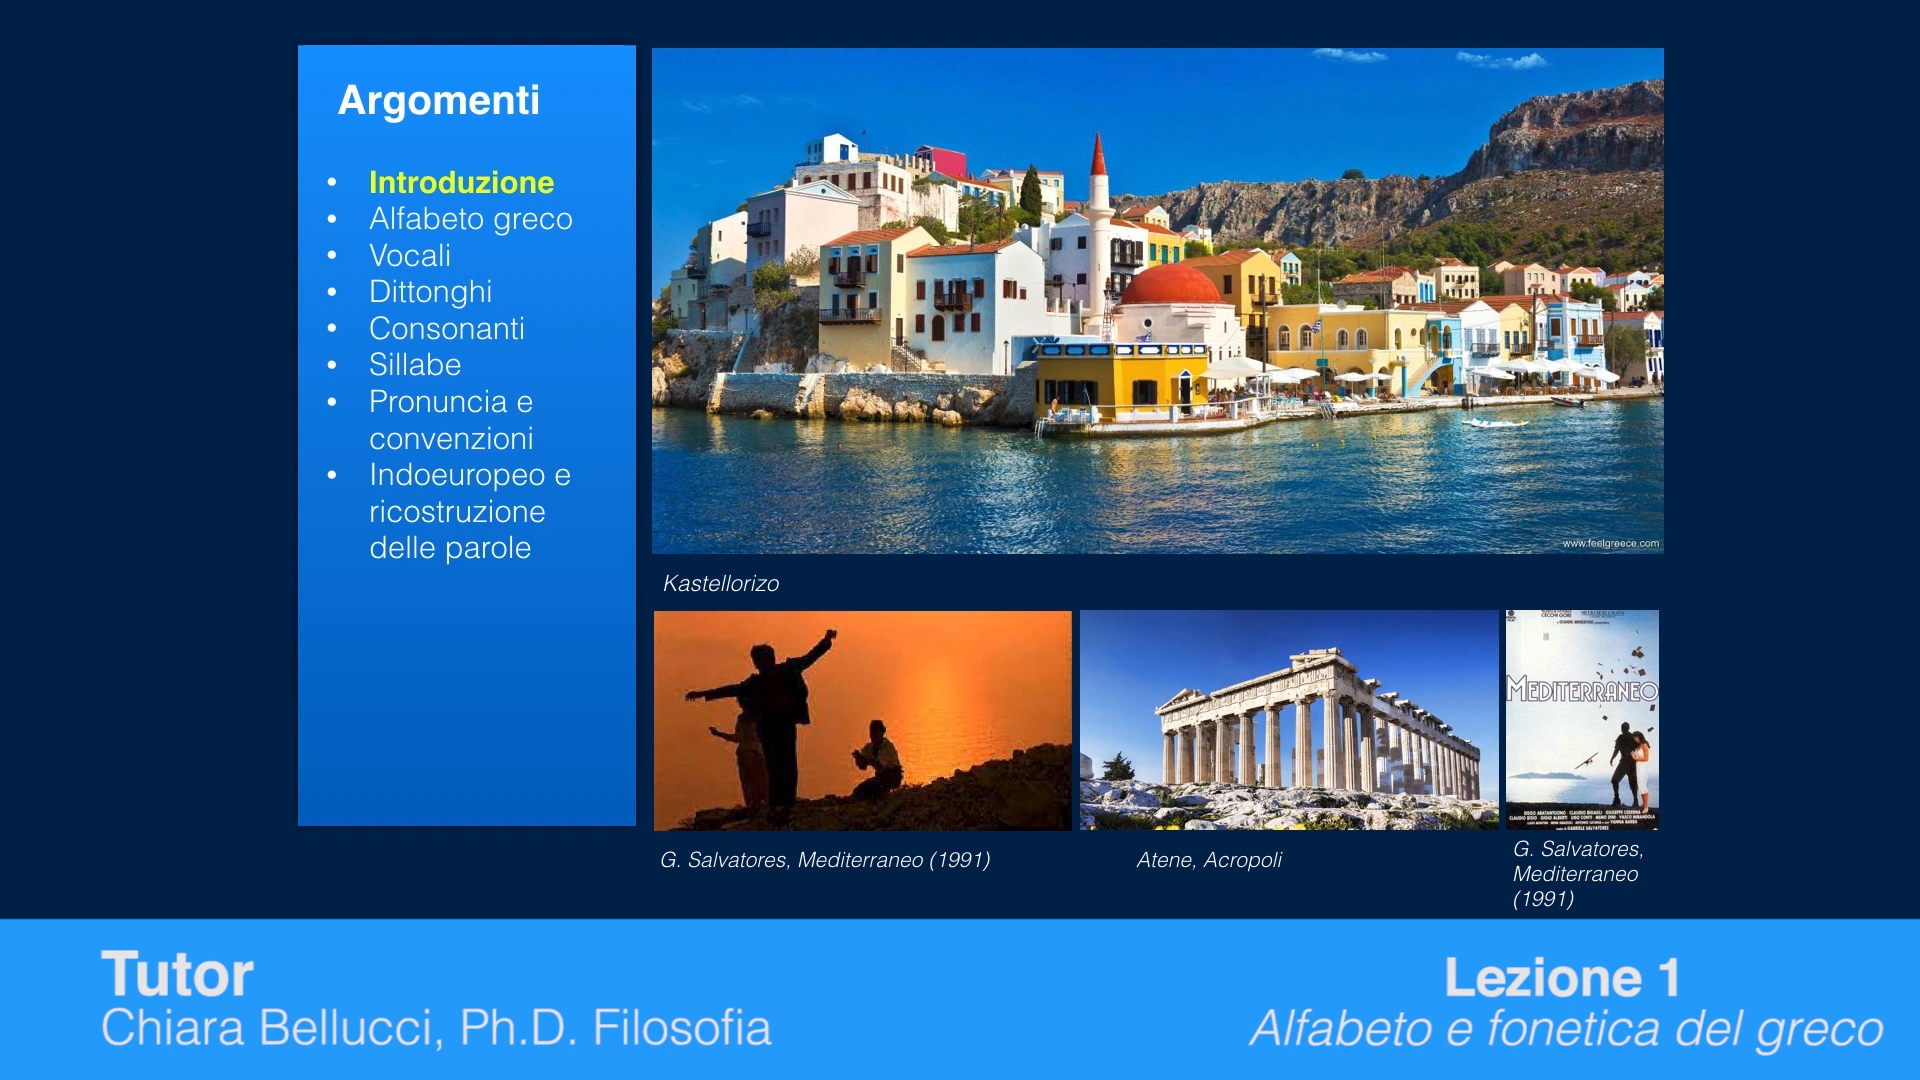 Argomenti
• Introduzione
• Alfabeto greco
• Vocali
• Dittonghi
• Consonanti
• Sillabe
• Pronuncia e
convenzioni
• Indoeuropeo e
ricostruzione
delle parole
www.feelgreece.com
Kastellorizo
MEDITERRANEO
G. Salvatores, Mediterraneo (1991)
Atene, Acropoli
G. Salvatores,
Mediterraneo
(1991)
Tutor
Chiara Bellucci, Ph.D. Filosofia
Lezione 1
Alfabeto e fonetica del greco